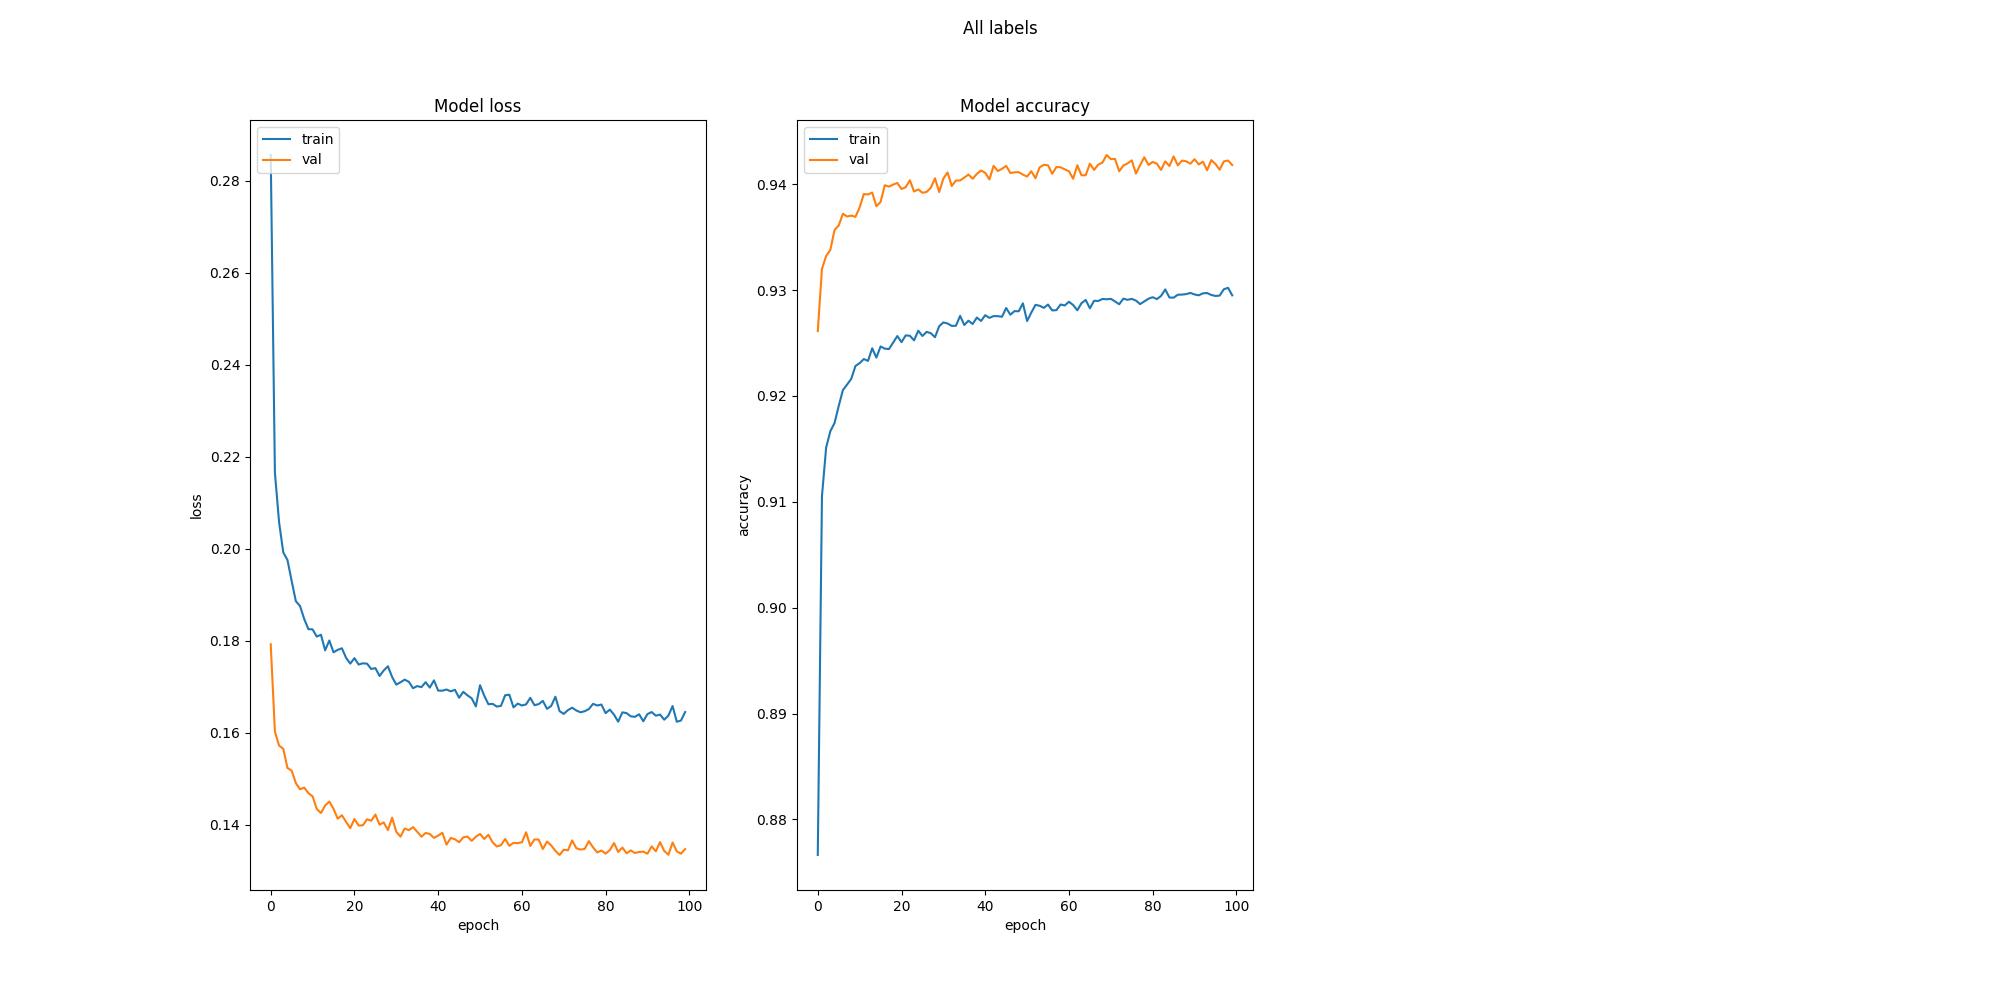 All labels
Model loss
train
val
0.28
0.26
0.24
0.22
0.20
0.18
0.16
0.14
loss
0 20 40 60 80 100
epoch
Model accuracy
train
val
0.94
0.93
0.92
0.91
0.90
0.89
0.88
accuracy
0 20 40 60 80 100
epoch